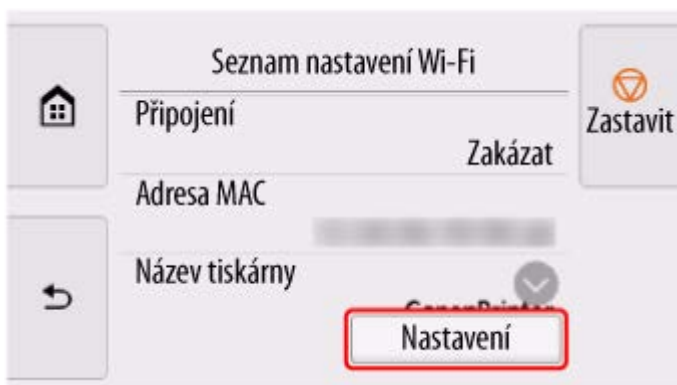 Seznam nastavení Wi-Fi
Zastavit
Připojení
Zakázat
Adresa MAC
Název tiskárny
Nastavení